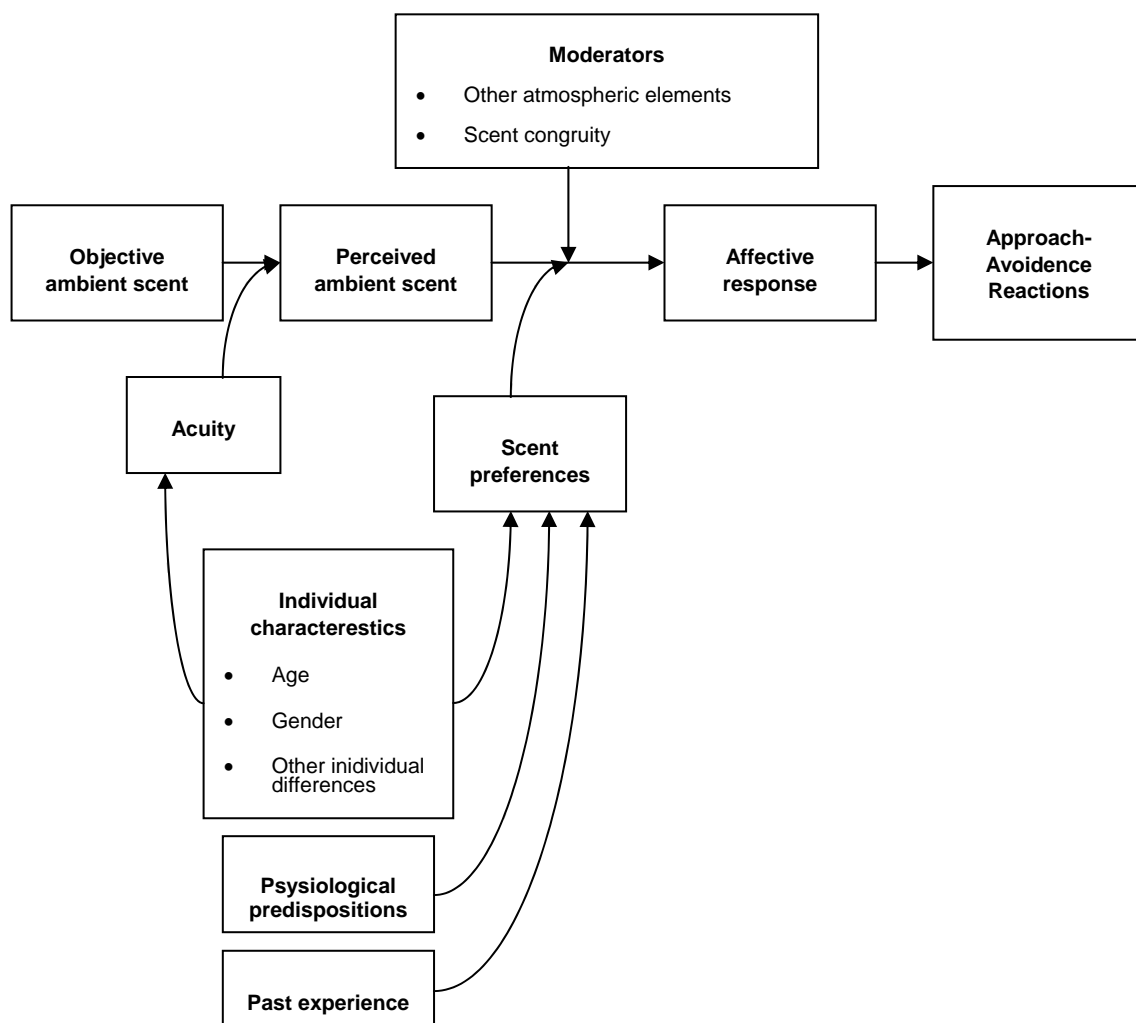 Moderators
• Other atmospheric elements
• Scent congruity
Objective
ambient scent
Perceived
ambient scent
Affective
response
Approach-
Avoidence
Reactions
Acuity
Scent
preferences
Individual
characterestics
• Age
• Gender
• Other inidividual
differences
Psysiological
predispositions
Past experience